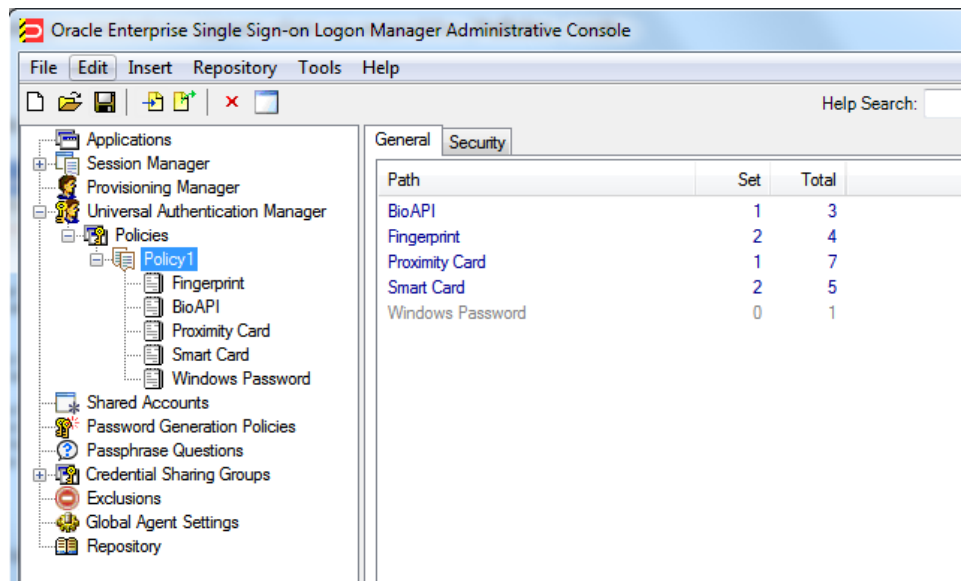 Oracle Enterprise Single Sign-on Logon Manager Administrative Console
File Edit Insert Repository Tools Help
Help Search:
Applications
Session Manager
Provisioning Manager
Universal Authentication Manager
Policies
Policy1
Fingerprint
BioAPI
Proximity Card
Smart Card
Windows Password
Shared Accounts
Password Generation Policies
Passphrase Questions
Credential Sharing Groups
Exclusions
Global Agent Settings
Repository
General Security
Path Set Total
BioAPI 1 3
Fingerprint 2 4
Proximity Card 1 7
Smart Card 2 5
Windows Password 0 1